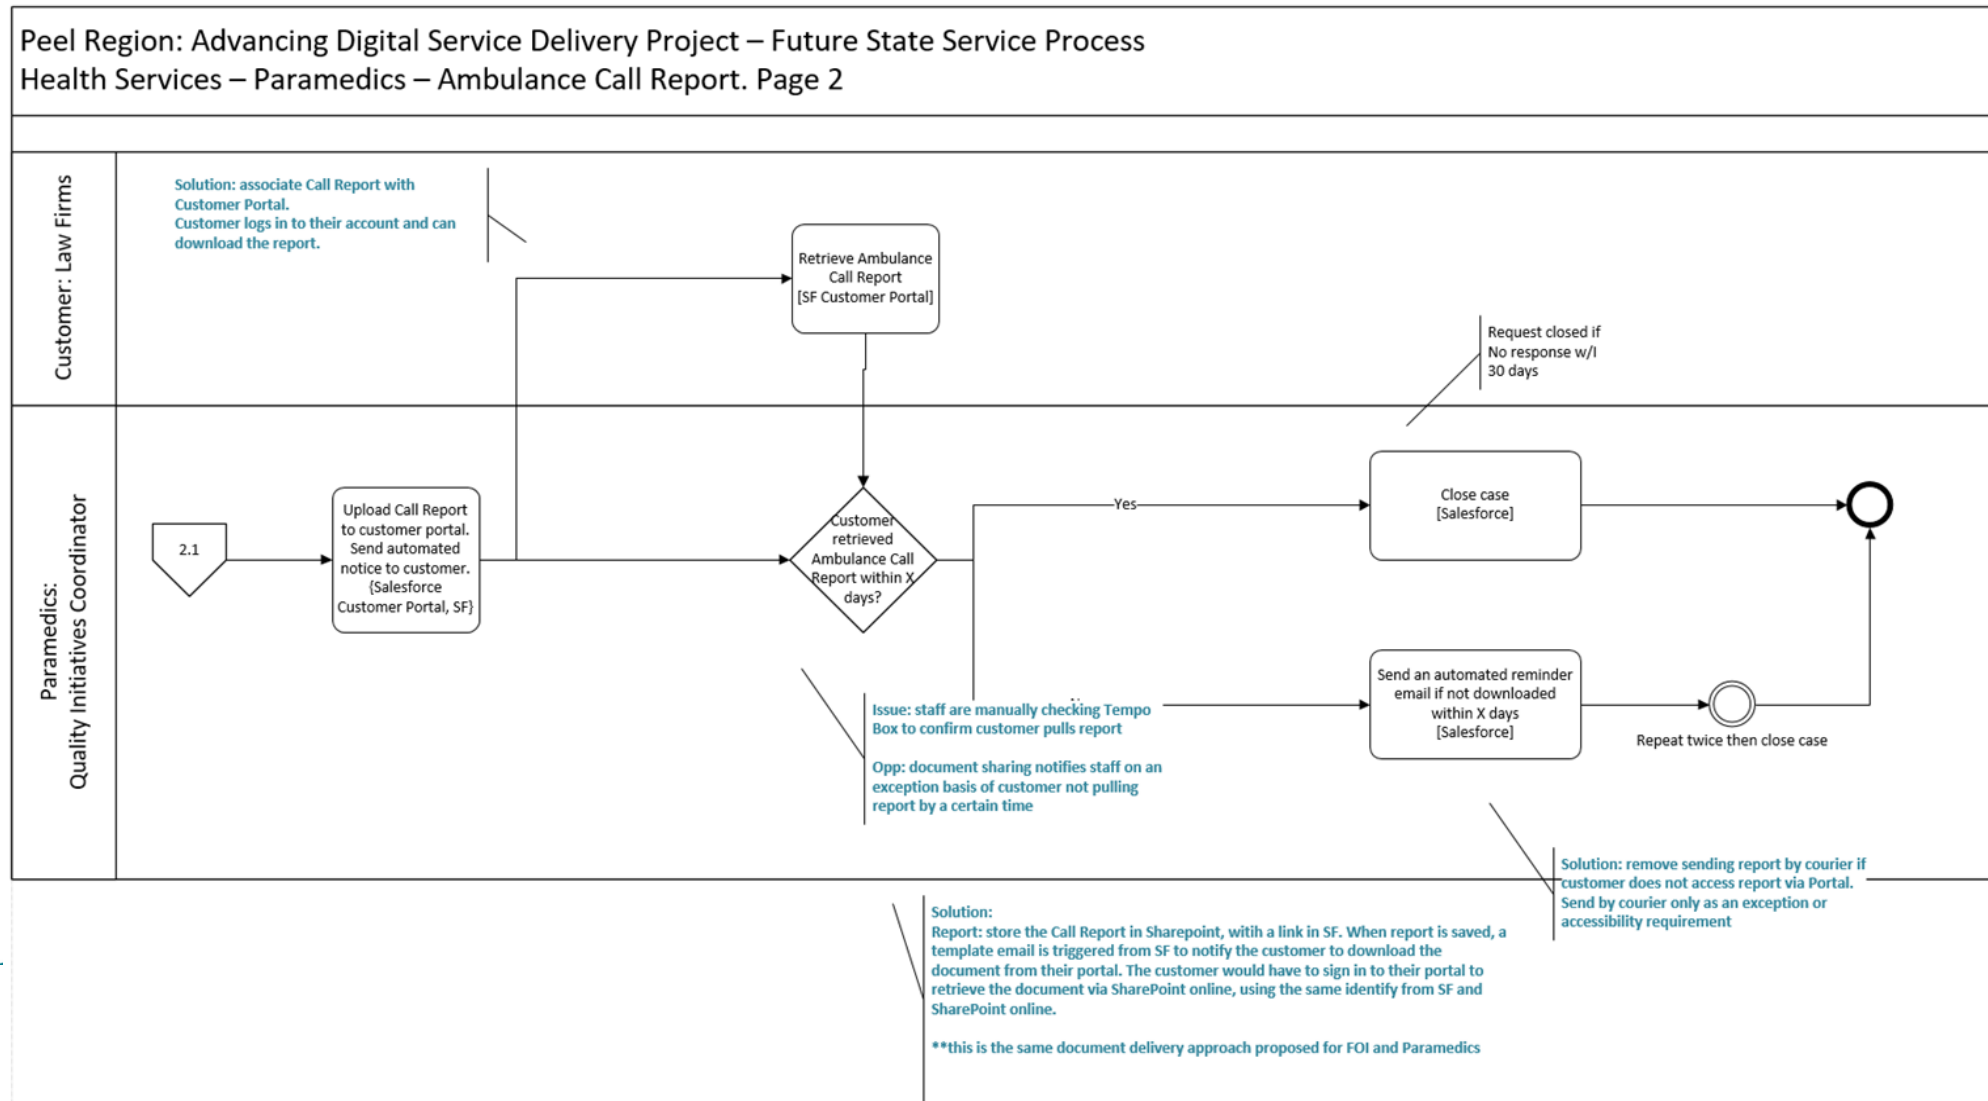 Peel Region: Advancing Digital Service Delivery Project – Future State Service Process
Health Services – Paramedics – Ambulance Call Report. Page 2
Customer: Law Firms
Solution: associate Call Report with
Customer Portal.
Customer logs in to their account and can
download the report.
Retrieve Ambulance
Call Report
[SF Customer Portal]
Request closed if
No response w/I
30 days
Paramedics:
Quality Initiatives Coordinator
2.1
Upload Call Report
to customer portal.
Send automated
notice to customer.
{Salesforce
Customer Portal, SF}
Customer
retrieved
Ambulance Call
Report within X
days?
Yes
Close case
[Salesforce]
Issue: staff are manually checking Tempo
Box to confirm customer pulls report
Opp: document sharing notifies staff on an
exception basis of customer not pulling
report by a certain time
Send an automated reminder
email if not downloaded
within X days
[Salesforce]
Repeat twice then close case
Solution: remove sending report by courier if
customer does not access report via Portal.
Send by courier only as an exception or
accessibility requirement
Solution:
Report: store the Call Report in Sharepoint, witih a link in SF. When report is saved, a
template email is triggered from SF to notify the customer to download the
document from their portal. The customer would have to sign in to their portal to
retrieve the document via SharePoint online, using the same identify from SF and
SharePoint online.
**this is the same document delivery approach proposed for FOI and Paramedics